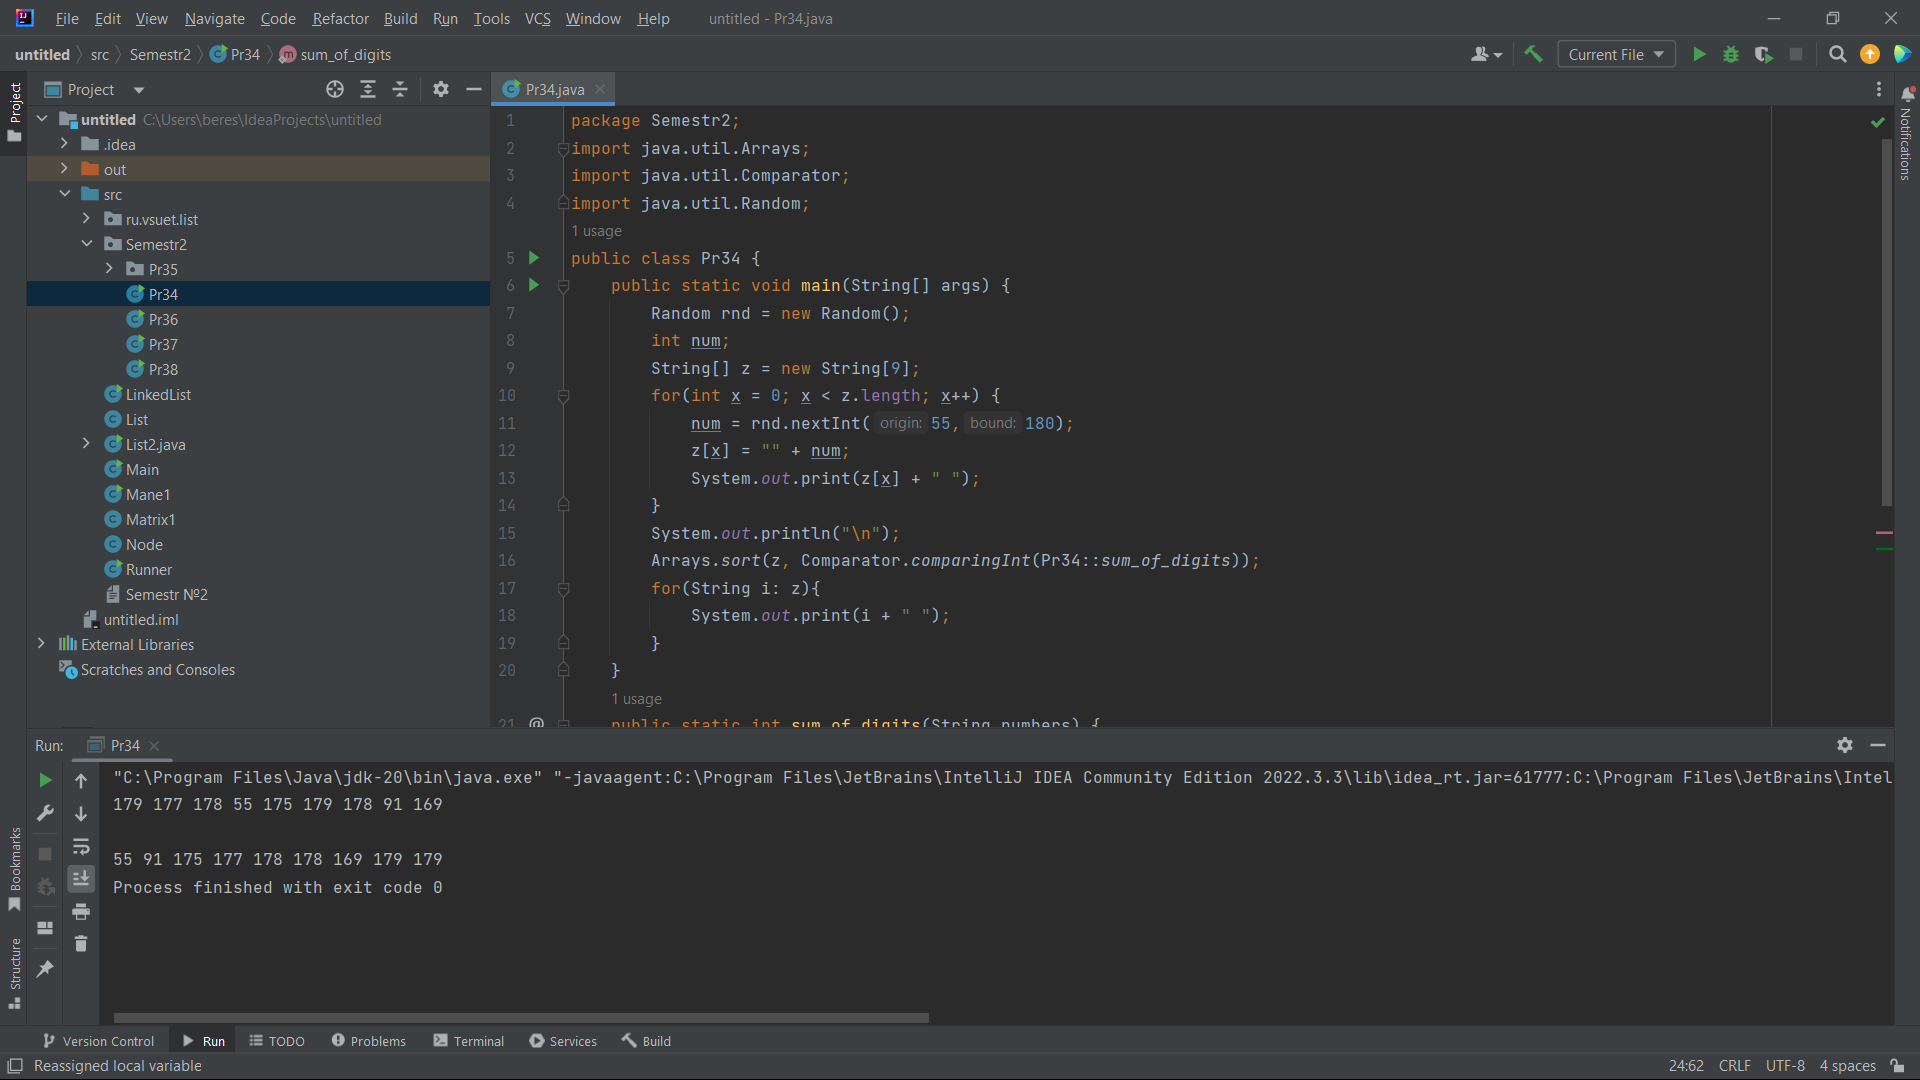 File Edit View Navigate Code Refactor Build Run Tools VCS Window Help untitled - Pr34.java
untitled src Semestr2 Pr34 sum_of_digits Current File
Project
Project
untitled C:\Users\beres\IdeaProjects\untitled
.idea
out
src
ru.vsuet.list
Semestr2
Pr35
Pr34
Pr36
Pr37
Pr38
LinkedList
List
List2.java
Main
Mane1
Matrix1
Node
Runner
Semestr №2
untitled.iml
External Libraries
Scratches and Consoles
Pr34.java
1 package Semestr2;
2 import java.util.Arrays;
3 import java.util.Comparator;
4 import java.util.Random;
1 usage
5 public class Pr34 {
6 public static void main(String[] args) {
7 Random rnd = new Random();
8 int num;
9 String[] z = new String[9];
10 for(int x = 0; x < z.length; x++) {
11 num = rnd.nextInt( origin: 55, bound: 180);
12 z[x] = "" + num;
13 System.out.print(z[x] + " ");
14 }
15 System.out.println("\n");
16 Arrays.sort(z, Comparator.comparingInt(Pr34::sum_of_digits));
17 for(String i: z){
18 System.out.print(i + " ");
19 }
20 }
1 usage
21 @ public static int sum_of_digits(String numbers) {
Notifications
Run: Pr34
"C:\Program Files\Java\jdk-20\bin\java.exe" "-javaagent:C:\Program Files\JetBrains\IntelliJ IDEA Community Edition 2022.3.3\lib\idea_rt.jar=61777:C:\Program Files\JetBrains\Intel
179 177 178 55 175 179 178 91 169
55 91 175 177 178 178 169 179 179
Process finished with exit code 0
Bookmarks
Structure
Version Control Run TODO Problems Terminal Services Build
Reassigned local variable 24:62 CRLF UTF-8 4 spaces